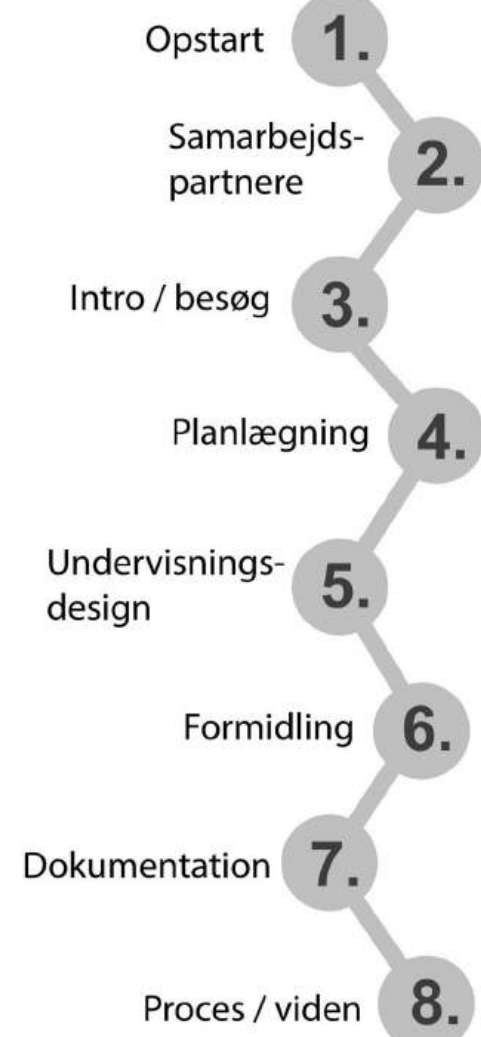 Opstart 1.
Samarbejds-
partnere 2.
Intro / besøg 3.
Planlægning 4.
Undervisnings-
design 5.
Formidling 6.
Dokumentation 7.
Proces / viden 8.